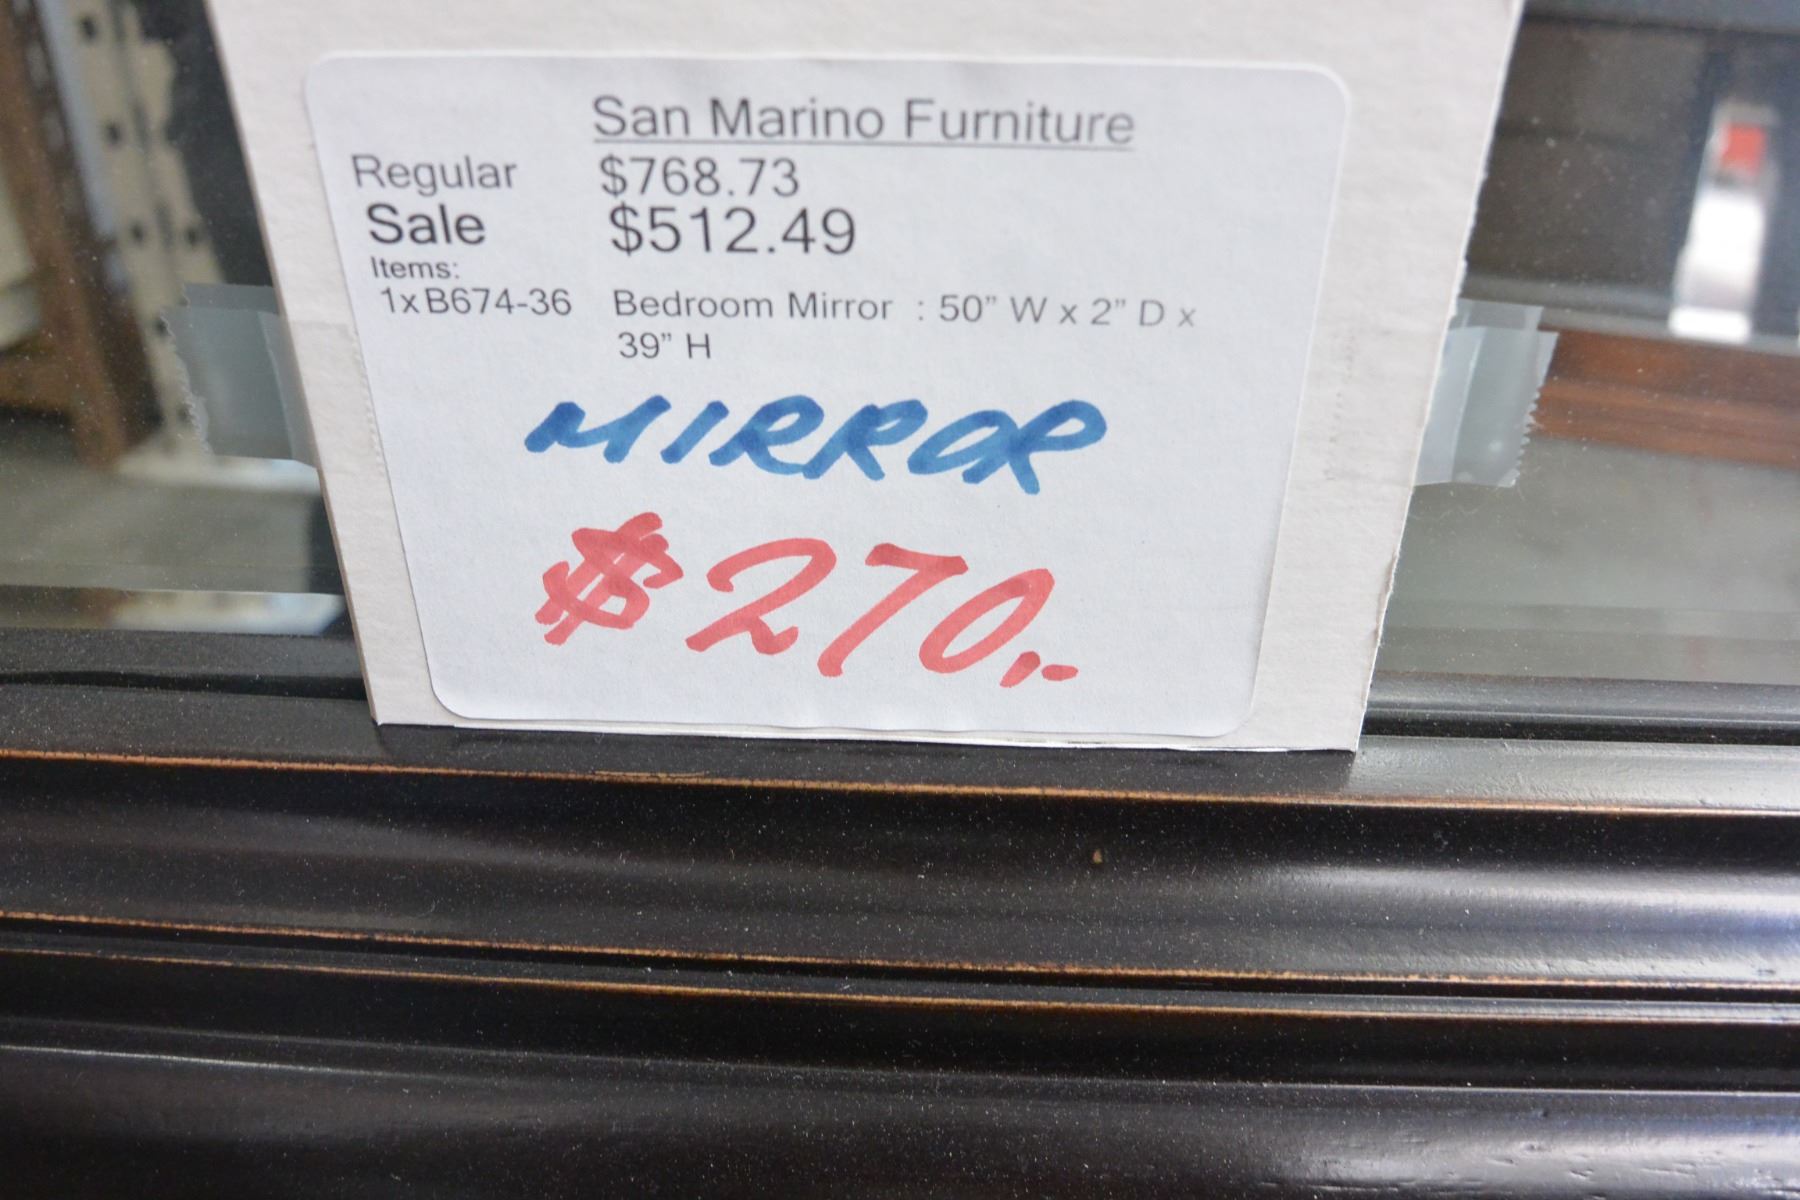 San Marino Furniture
Regular $768.73
Sale $512.49
Items:
1xB674-36 Bedroom Mirror : 50” W x 2” D x
39” H
MIRROR
$270,-